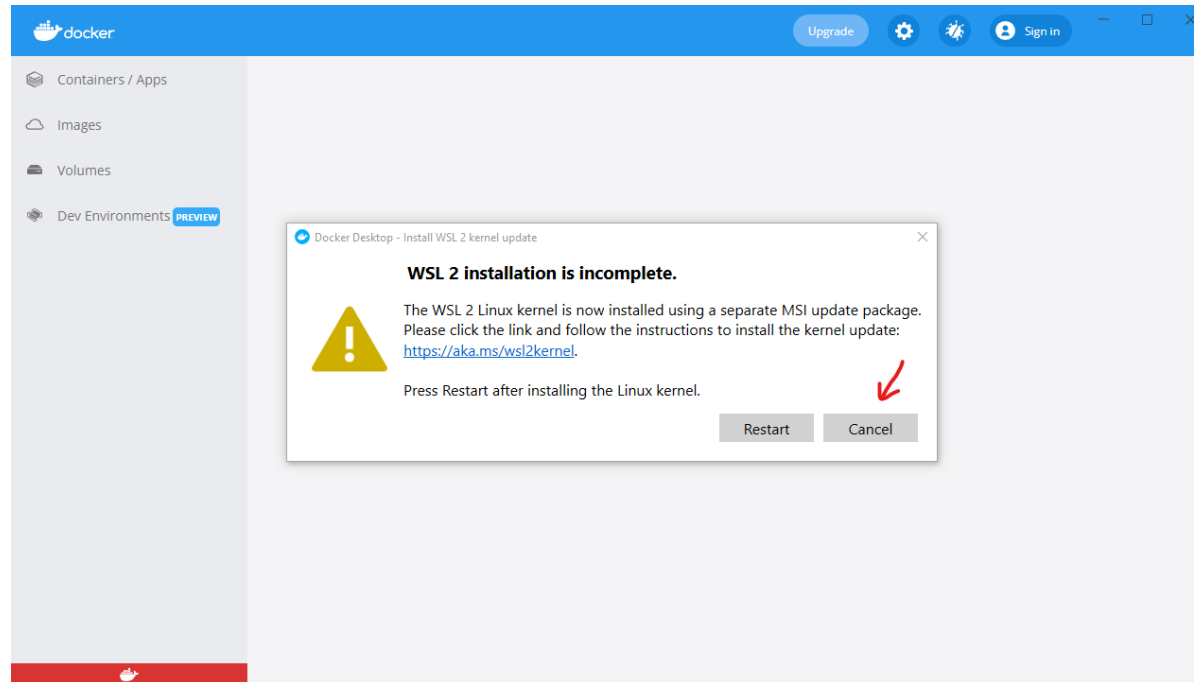 docker
Upgrade
Sign in
Containers / Apps
Images
Volumes
Dev Environments PREVIEW
Docker Desktop - Install WSL 2 kernel update
WSL 2 installation is incomplete.
The WSL 2 Linux kernel is now installed using a separate MSI update package.
Please click the link and follow the instructions to install the kernel update:
https://aka.ms/wsl2kernel.
Press Restart after installing the Linux kernel.
Restart
Cancel